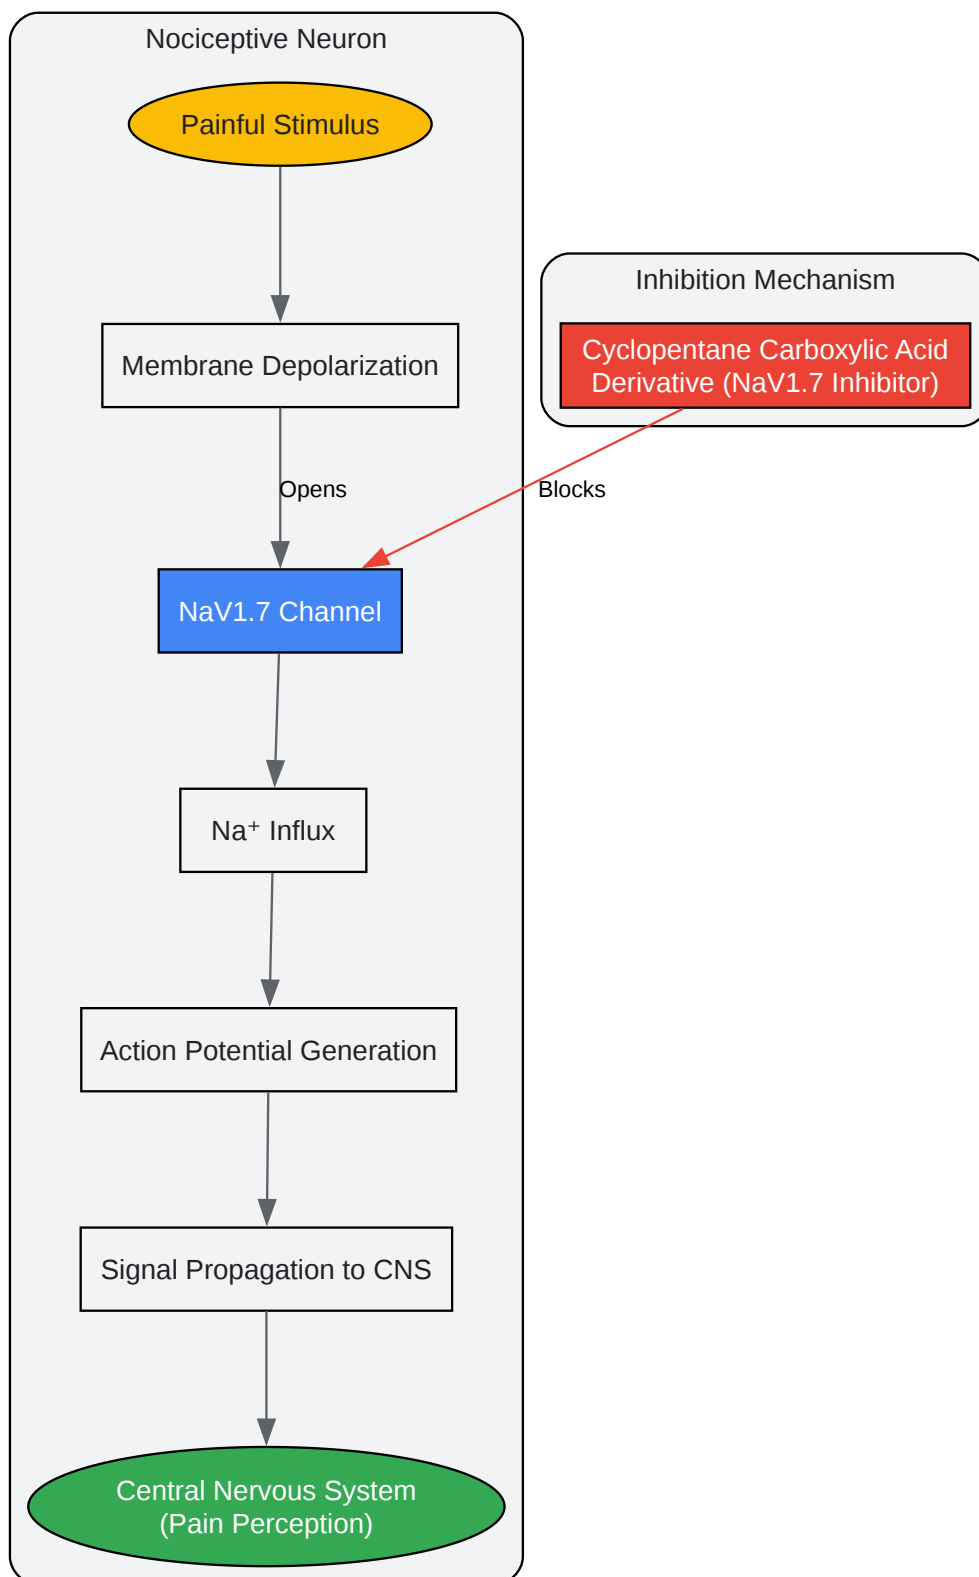 Nociceptive Neuron
Painful Stimulus
Inhibition Mechanism
Cyclopentane Carboxylic Acid
Derivative (NaV1.7 Inhibitor)
Membrane Depolarization
Opens
Blocks
NaV1.7 Channel
Na⁺ Influx
Action Potential Generation
Signal Propagation to CNS
Central Nervous System
(Pain Perception)